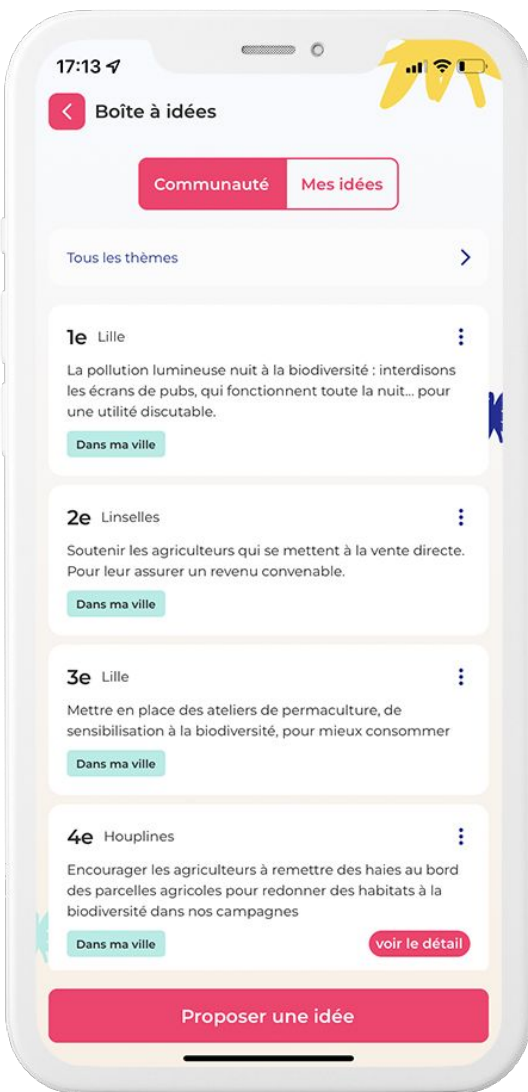 17:13
Boîte à idées
Communauté
Mes idées
Tous les thèmes
1e Lille
La pollution lumineuse nuit à la biodiversité : interdisons
les écrans de pubs, qui fonctionnent toute la nuit... pour
une utilité discutable.
Dans ma ville
2e Linselles
Soutenir les agriculteurs qui se mettent à la vente directe.
Pour leur assurer un revenu convenable.
Dans ma ville
3e Lille
Mettre en place des ateliers de permaculture, de
sensibilisation à la biodiversité, pour mieux consommer
Dans ma ville
4e Houplines
Encourager les agriculteurs à remettre des haies au bord
des parcelles agricoles pour redonner des habitats à la
biodiversité dans nos campagnes
Dans ma ville
voir le détail
Proposer une idée